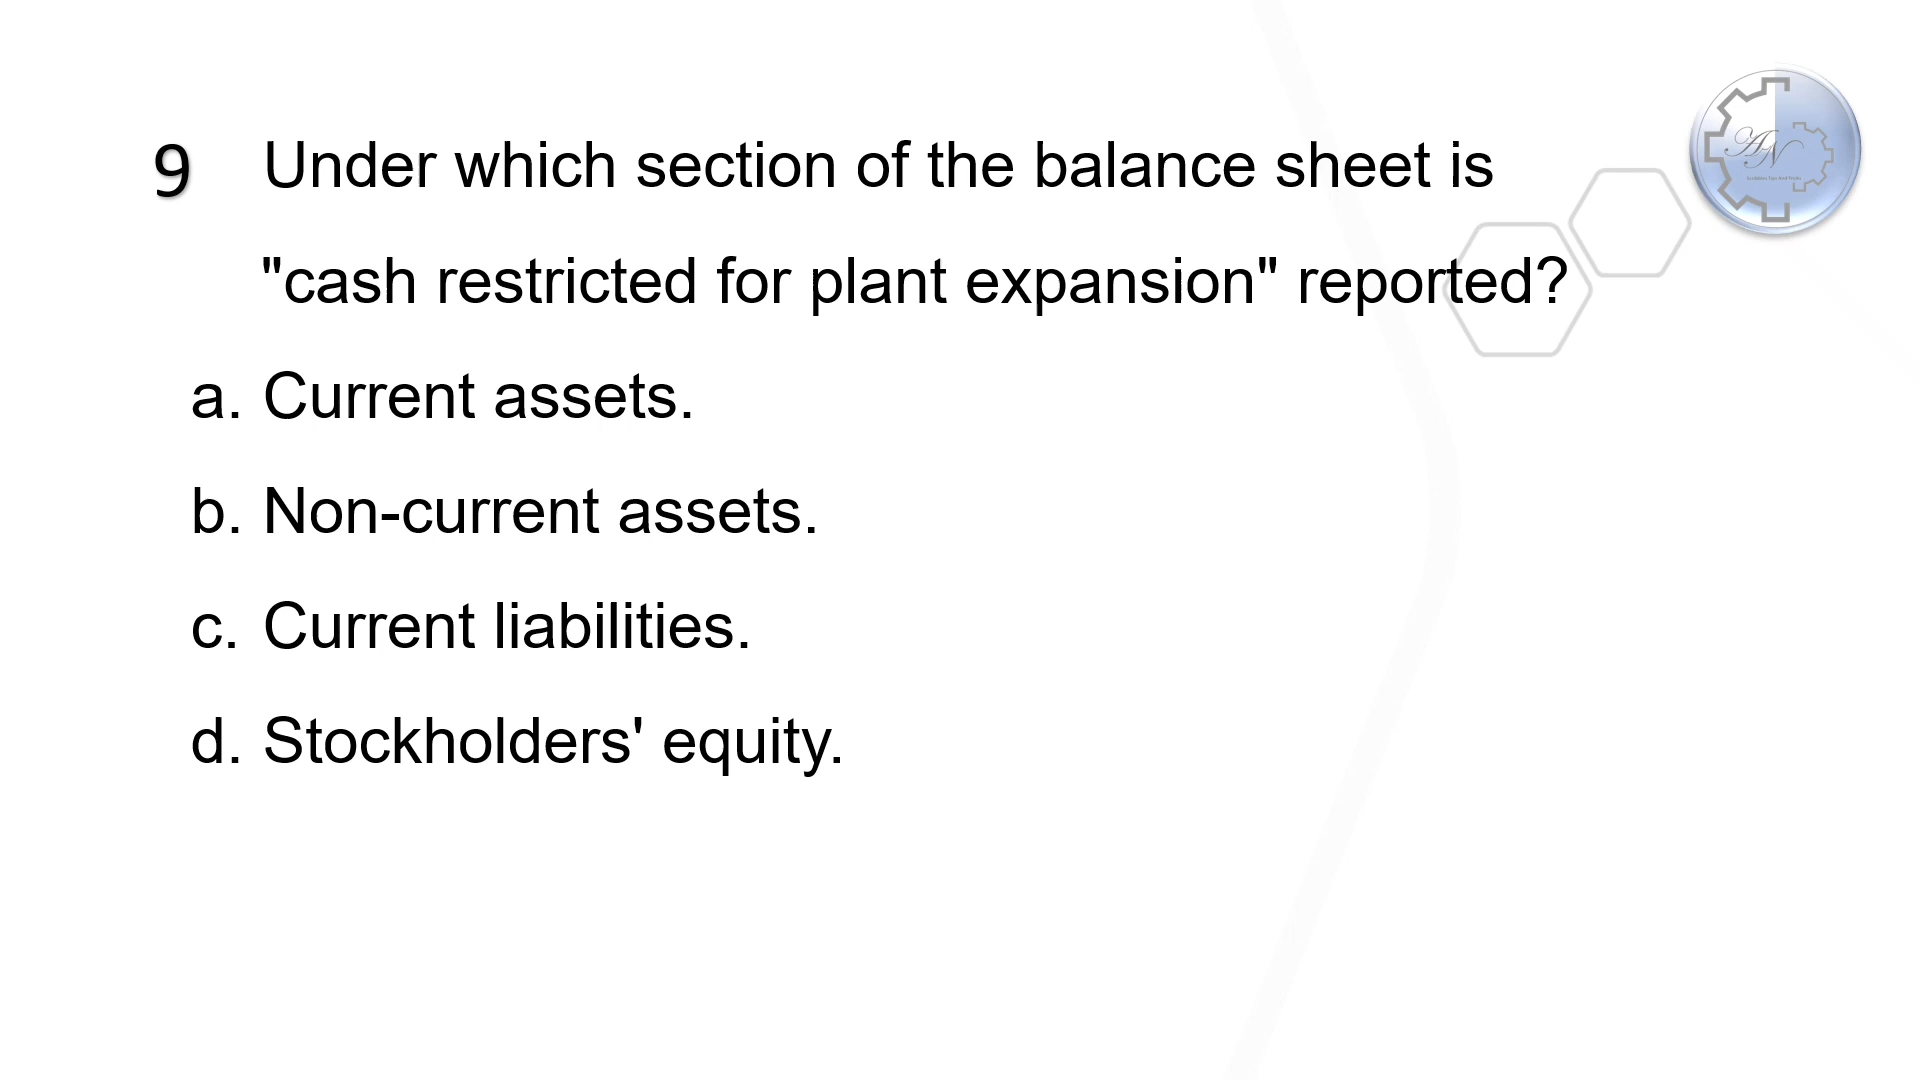 9 Under which section of the balance sheet is
"cash restricted for plant expansion" reported?
a. Current assets.
b. Non-current assets.
c. Current liabilities.
d. Stockholders' equity.
AN